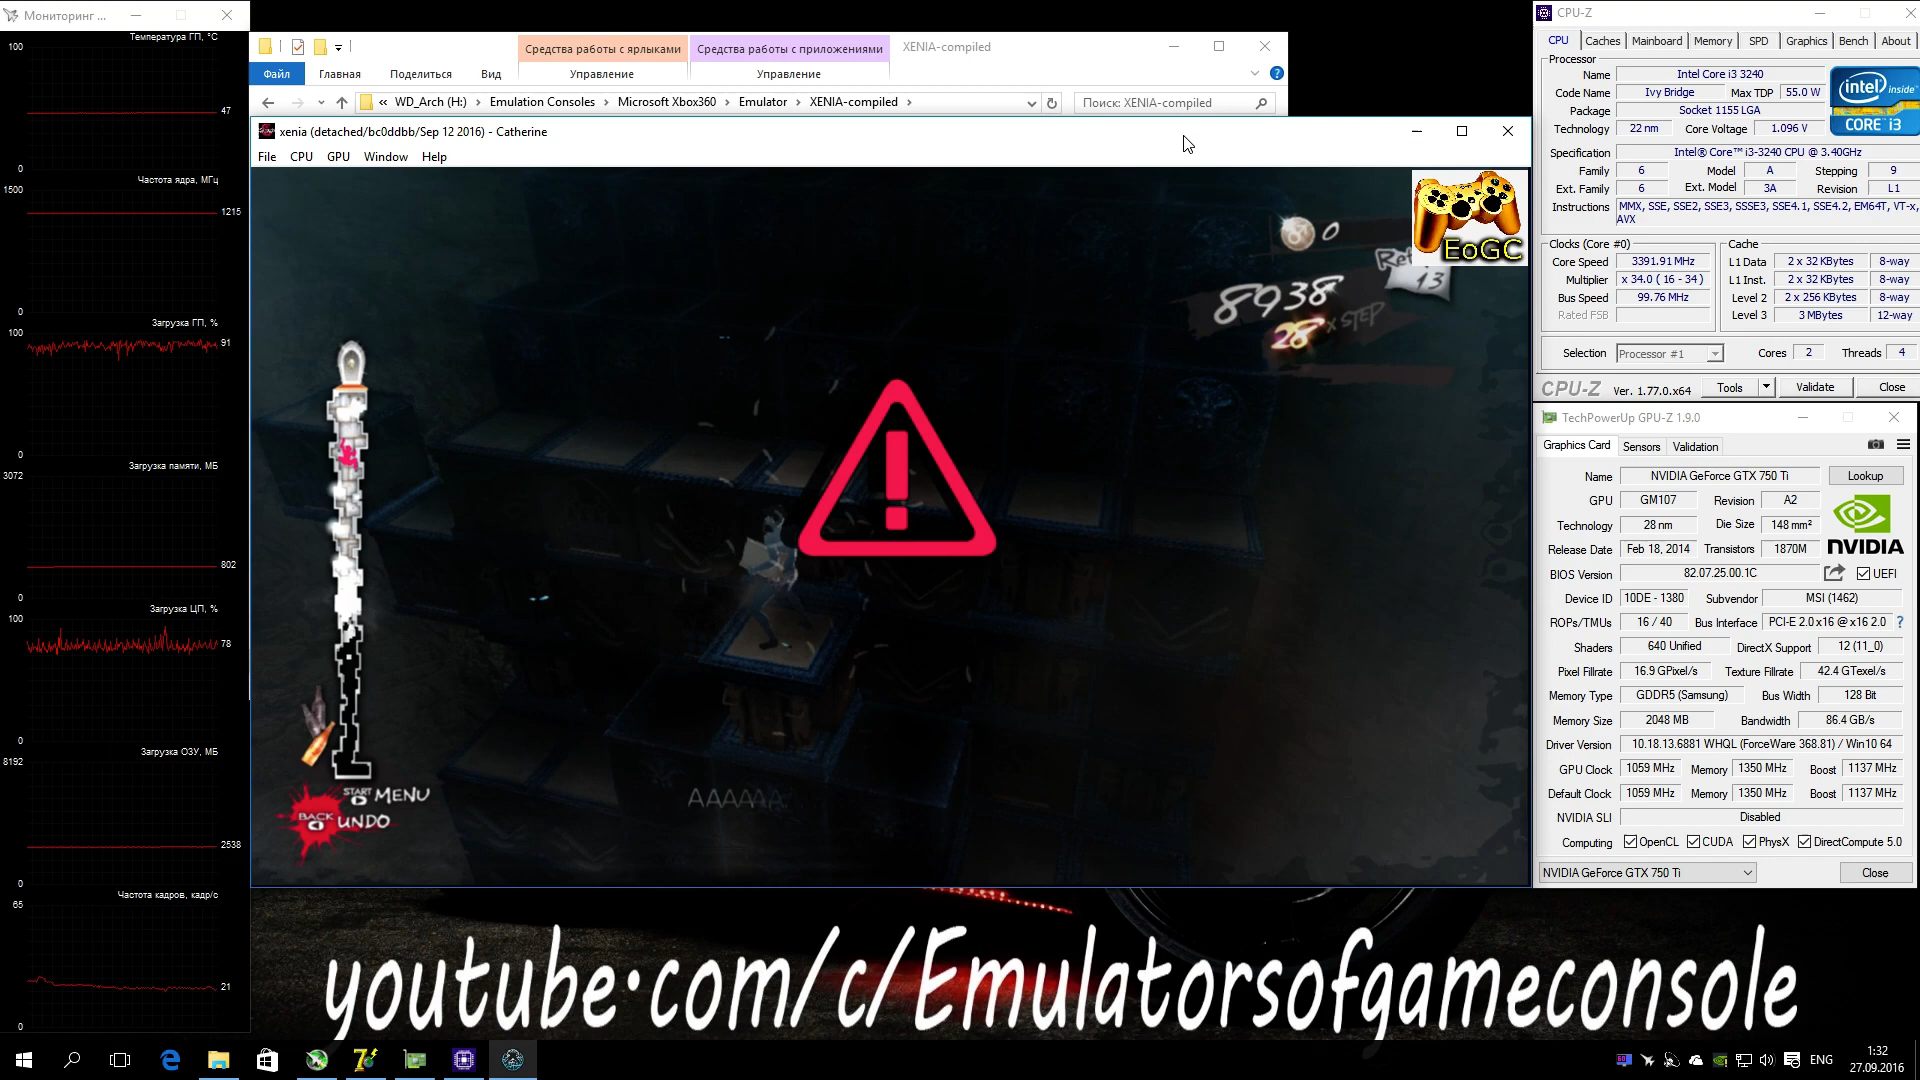 Мониторинг ...
Температура ГП, °C
100
47
0
Частота ядра, МГц
1500
1215
0
Загрузка ГП, %
100
91
0
Загрузка памяти, МБ
3072
802
0
Загрузка ЦП, %
100
78
0
Загрузка ОЗУ, МБ
8192
2538
0
Частота кадров, кадр/с
65
21
0
Средства работы с ярлыками
Средства работы с приложениями
XENIA-compiled
Файл
Главная
Поделиться
Вид
Управление
Управление
« WD_Arch (H:) › Emulation Consoles › Microsoft Xbox360 › Emulator › XENIA-compiled ›
Поиск: XENIA-compiled
xenia (detached/bc0ddbb/Sep 12 2016) - Catherine
File CPU GPU Window Help
EoGC
0
8938
13
28 x STEP
START MENU
BACK UNDO
AAAAAA
youtube.com/c/Emulatorsofgameconsole
CPU-Z
CPU Caches Mainboard Memory SPD Graphics Bench About
Processor
Name Intel Core i3 3240
Code Name Ivy Bridge Max TDP 55.0 W
Package Socket 1155 LGA
Technology 22 nm Core Voltage 1.096 V
intel inside™
CORE i3
Specification Intel® Core™ i3-3240 CPU @ 3.40GHz
Family 6 Model A Stepping 9
Ext. Family 6 Ext. Model 3A Revision L1
Instructions MMX, SSE, SSE2, SSE3, SSSE3, SSE4.1, SSE4.2, EM64T, VT-x,
AVX
Clocks (Core #0)
Core Speed 3391.91 MHz
Multiplier x 34.0 ( 16 - 34 )
Bus Speed 99.76 MHz
Rated FSB
Cache
L1 Data 2 x 32 KBytes 8-way
L1 Inst. 2 x 32 KBytes 8-way
Level 2 2 x 256 KBytes 8-way
Level 3 3 MBytes 12-way
Selection Processor #1 Cores 2 Threads 4
CPU-Z Ver. 1.77.0.x64 Tools Validate Close
TechPowerUp GPU-Z 1.9.0
Graphics Card Sensors Validation
Name NVIDIA GeForce GTX 750 Ti Lookup
GPU GM107 Revision A2
Technology 28 nm Die Size 148 mm²
Release Date Feb 18, 2014 Transistors 1870M
NVIDIA
BIOS Version 82.07.25.00.1C UEFI
Device ID 10DE - 1380 Subvendor MSI (1462)
ROPs/TMUs 16 / 40 Bus Interface PCI-E 2.0 x16 @ x16 2.0 ?
Shaders 640 Unified DirectX Support 12 (11_0)
Pixel Fillrate 16.9 GPixel/s Texture Fillrate 42.4 GTexel/s
Memory Type GDDR5 (Samsung) Bus Width 128 Bit
Memory Size 2048 MB Bandwidth 86.4 GB/s
Driver Version 10.18.13.6881 WHQL (ForceWare 368.81) / Win10 64
GPU Clock 1059 MHz Memory 1350 MHz Boost 1137 MHz
Default Clock 1059 MHz Memory 1350 MHz Boost 1137 MHz
NVIDIA SLI Disabled
Computing OpenCL CUDA PhysX DirectCompute 5.0
NVIDIA GeForce GTX 750 Ti Close
ENG
1:32
27.09.2016